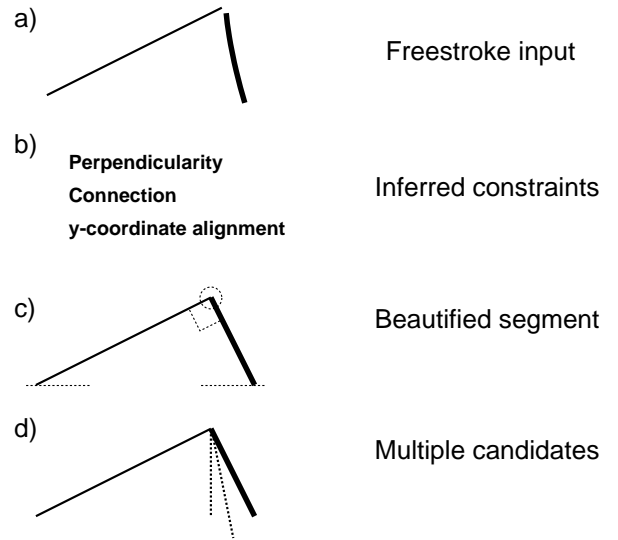 a)
Freestroke input
b)
Perpendicularity
Connection
y-coordinate alignment
Inferred constraints
c)
Beautified segment
d)
Multiple candidates